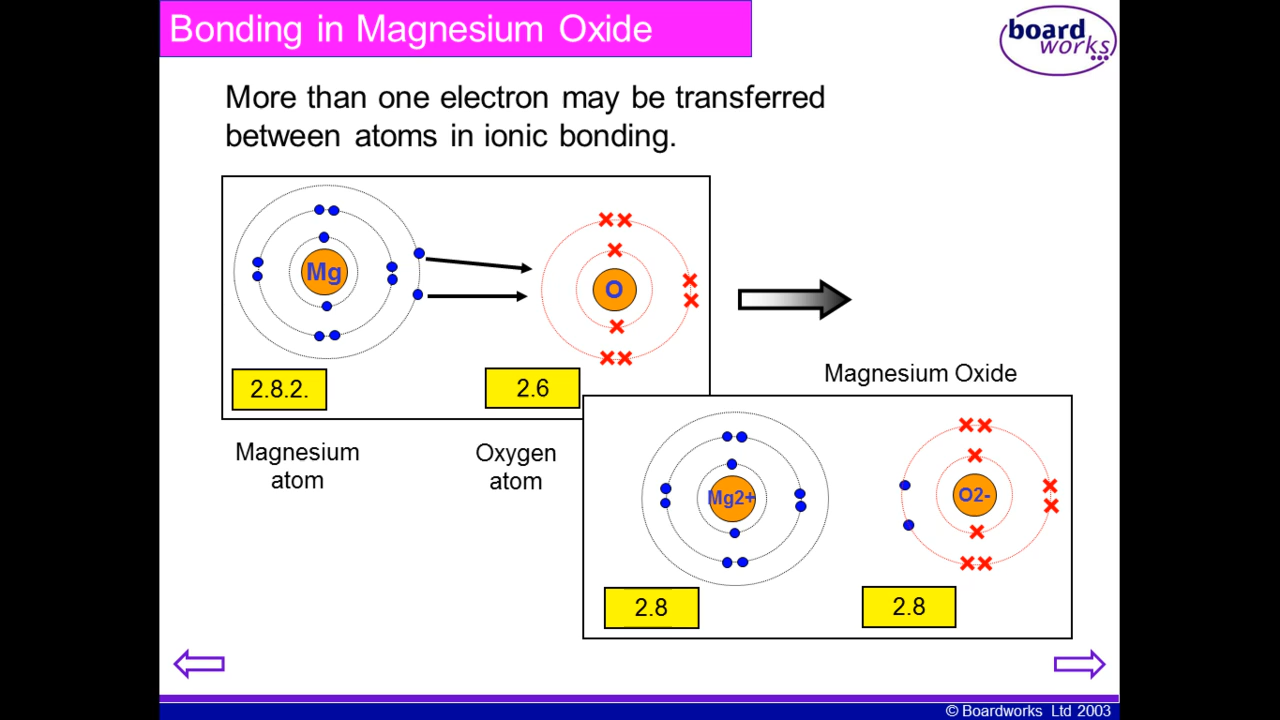 Bonding in Magnesium Oxide
board
works
More than one electron may be transferred
between atoms in ionic bonding.
Mg
O
2.8.2.
2.6
Magnesium
atom
Oxygen
atom
Magnesium Oxide
Mg2+
O2-
2.8
2.8
© Boardworks Ltd 2003